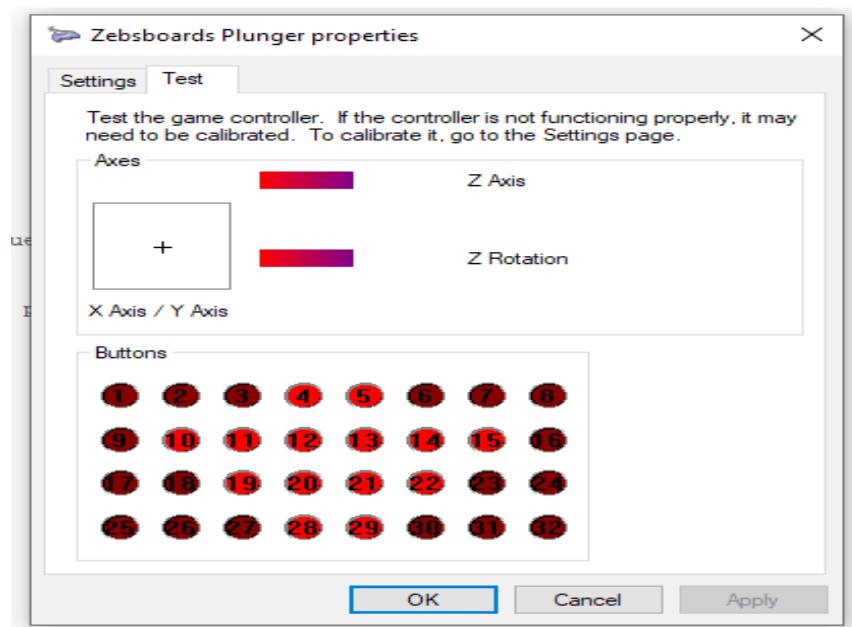 Zebsboards Plunger properties
Settings Test
Test the game controller. If the controller is not functioning properly, it may
need to be calibrated. To calibrate it, go to the Settings page.
Axes
Z Axis
Z Rotation
X Axis / Y Axis
Buttons
1 2 3 4 5 6 7 8
9 10 11 12 13 14 15 16
17 18 19 20 21 22 23 24
25 26 27 28 29 30 31 32
OK Cancel Apply